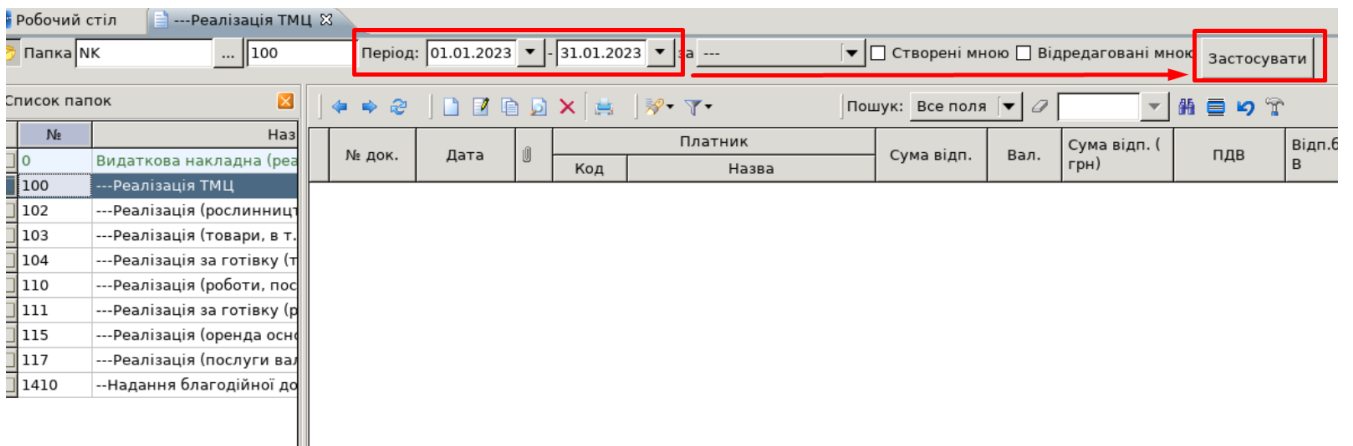 Робочий стіл ---Реалізація ТМЦ
Папка NK ... 100 Період: 01.01.2023 - 31.01.2023 за --- Створені мною Відредаговані мною Застосувати
Список папок Пошук: Все поля
№ Наз
0 Видаткова накладна (реа
100 ---Реалізація ТМЦ
102 ---Реалізація (рослинницт
103 ---Реалізація (товари, в т.
104 ---Реалізація за готівку (т
110 ---Реалізація (роботи, пос
111 ---Реалізація за готівку (р
115 ---Реалізація (оренда осно
117 ---Реалізація (послуги вал
1410 --Надання благодійної до
№ док. Дата Платник Сума відп. Вал. Сума відп. ( ПДВ Відп.б
грн) В
Код Назва